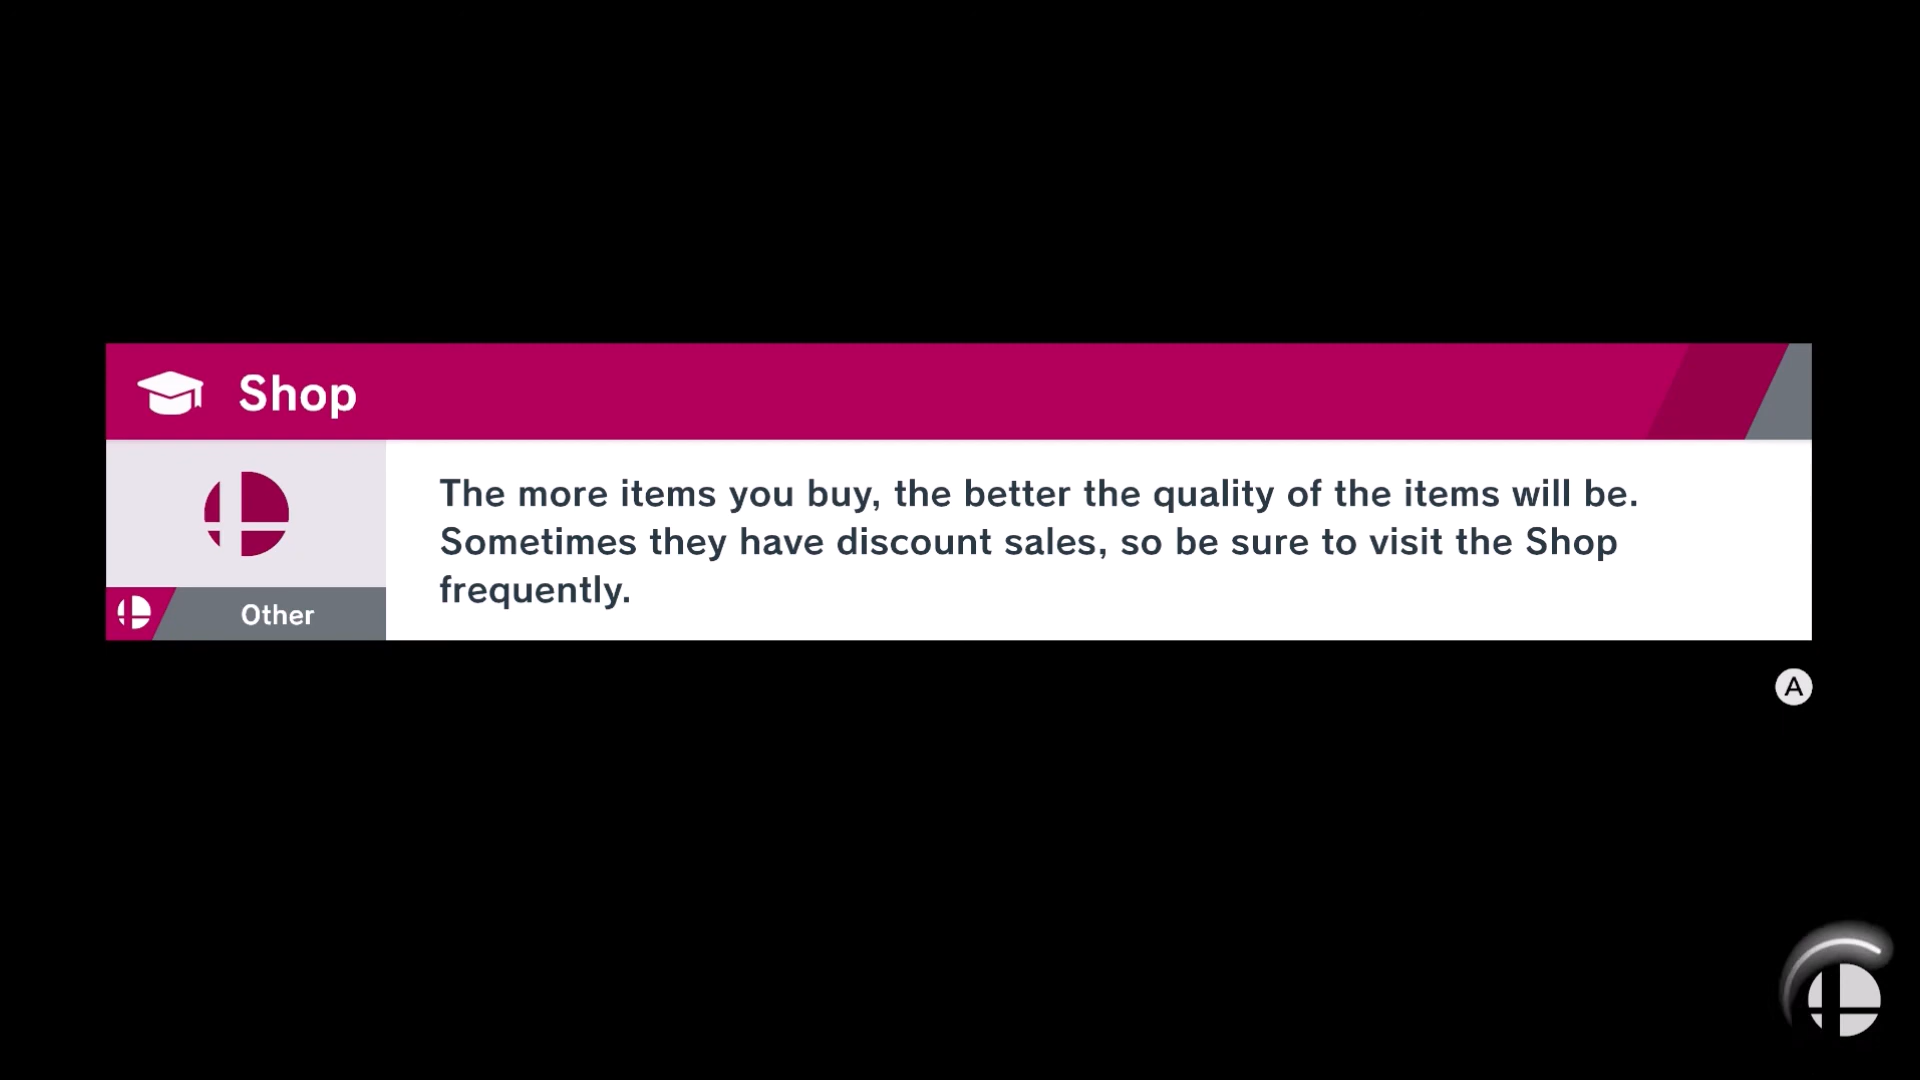 Shop
The more items you buy, the better the quality of the items will be.
Sometimes they have discount sales, so be sure to visit the Shop
frequently.
Other
A